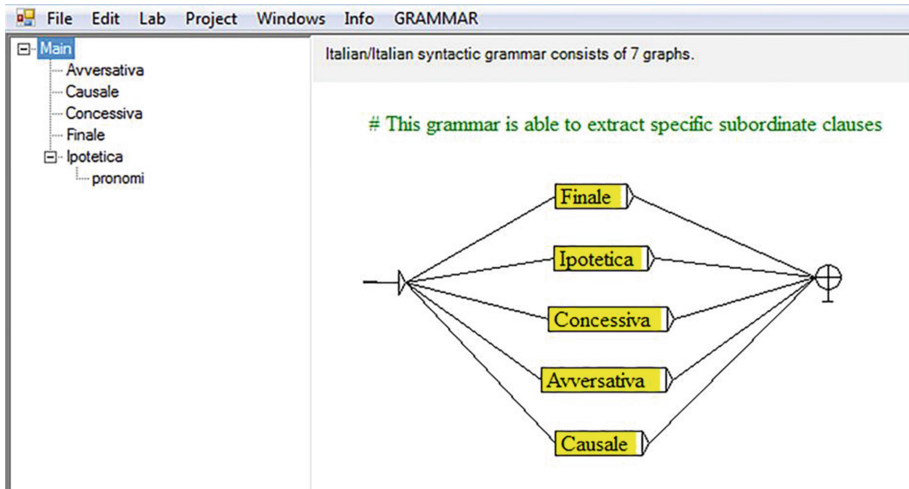 File Edit Lab Project Windows Info GRAMMAR
Main
Avversativa
Causale
Concessiva
Finale
Ipotetica
pronomi
Italian/Italian syntactic grammar consists of 7 graphs.
# This grammar is able to extract specific subordinate clauses
Finale
Ipotetica
Concessiva
Avversativa
Causale